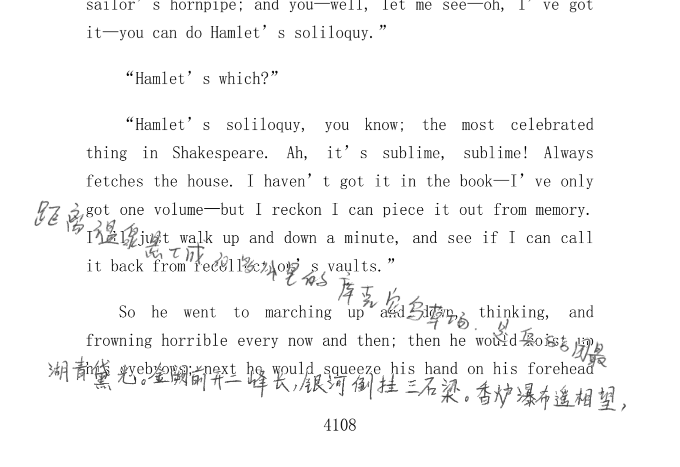 sailor’s hornpipe; and you—well, let me see—oh, I’ve got
it—you can do Hamlet’s soliloquy.”
“Hamlet’s which?”
“Hamlet’s soliloquy, you know; the most celebrated
thing in Shakespeare. Ah, it’s sublime, sublime! Always
fetches the house. I haven’t got it in the book—I’ve only
got one volume—but I reckon I can piece it out from memory.
I’ll just walk up and down a minute, and see if I can call
it back from recollection’s vaults.”
距离温泉 公里的库克
So he went to marching up and down, thinking, and
frowning horrible every now and then; then he would hoist up
his eyebrows; next he would squeeze his hand on his forehead
湖青黛光。金阙前开二峰长,银河倒挂三石梁。香炉瀑布遥相望,
4108